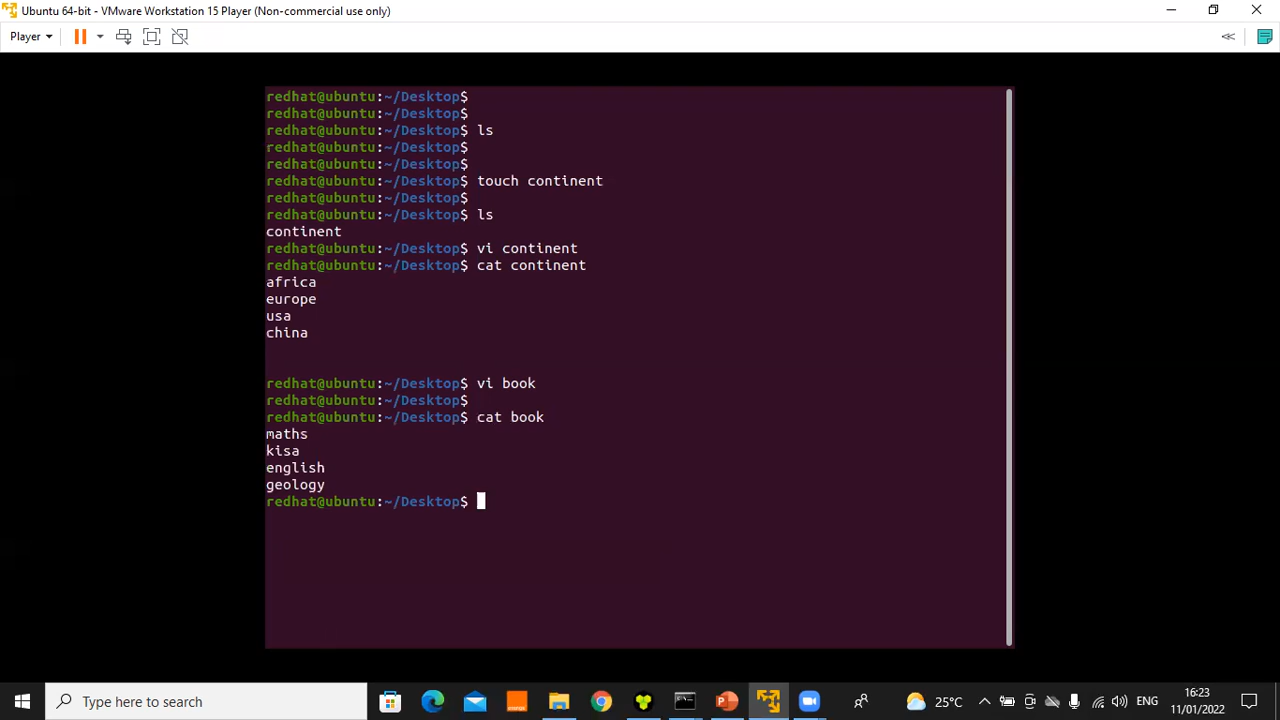 Ubuntu 64-bit - VMware Workstation 15 Player (Non-commercial use only)
Player
redhat@ubuntu:~/Desktop$
redhat@ubuntu:~/Desktop$
redhat@ubuntu:~/Desktop$ ls
redhat@ubuntu:~/Desktop$
redhat@ubuntu:~/Desktop$
redhat@ubuntu:~/Desktop$ touch continent
redhat@ubuntu:~/Desktop$
redhat@ubuntu:~/Desktop$ ls
continent
redhat@ubuntu:~/Desktop$ vi continent
redhat@ubuntu:~/Desktop$ cat continent
africa
europe
usa
china
redhat@ubuntu:~/Desktop$ vi book
redhat@ubuntu:~/Desktop$
redhat@ubuntu:~/Desktop$ cat book
maths
kisa
english
geology
redhat@ubuntu:~/Desktop$
Type here to search
25°C
ENG
16:23
11/01/2022